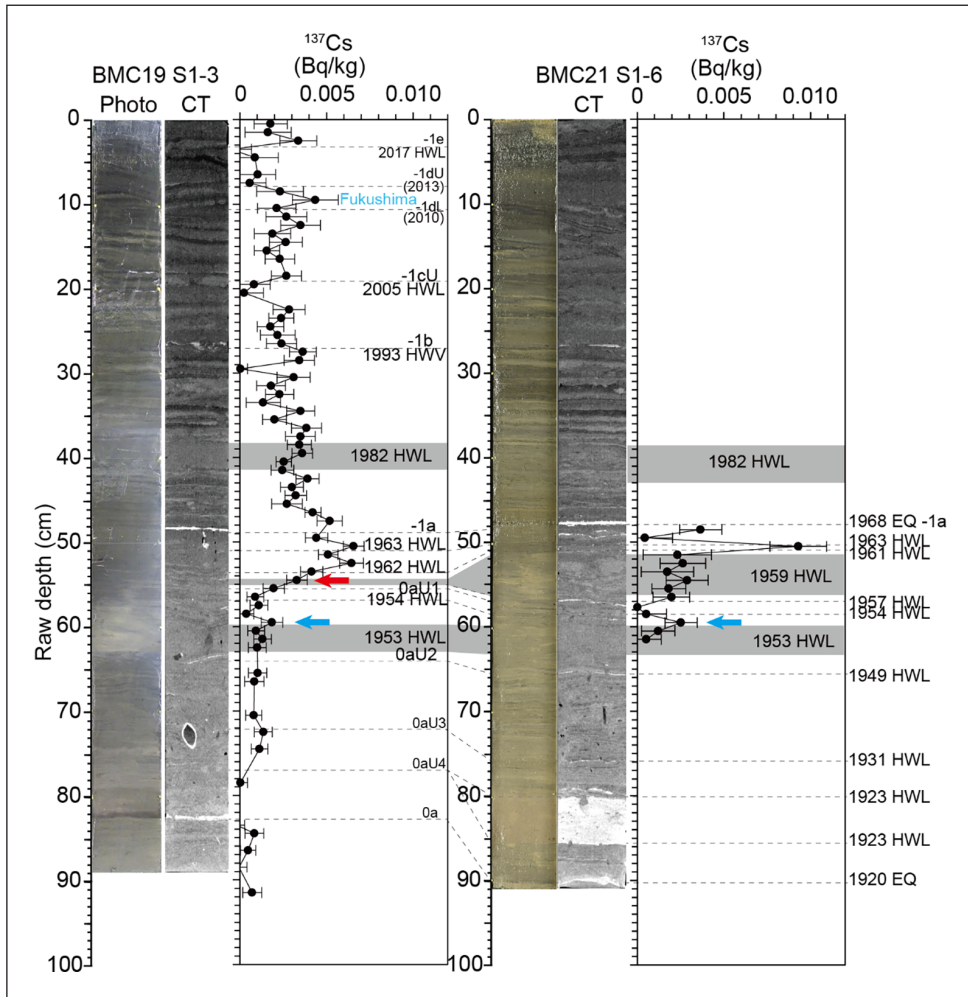 137Cs
(Bq/kg)
BMC19 S1-3
Photo CT
0 0.005 0.010
137Cs
(Bq/kg)
BMC21 S1-6
CT
0 0.005 0.010
Raw depth (cm)
0
10
20
30
40
50
60
70
80
90
100
-1e
2017 HWL
-1dU
(2013)
Fukushima
-1dL
(2010)
-1cU
2005 HWL
-1b
1993 HWV
1982 HWL
-1a
1963 HWL
1962 HWL
0aU1
1954 HWL
1953 HWL
0aU2
0aU3
0aU4
0a
0
10
20
30
40
50
60
70
80
90
100
1982 HWL
1968 EQ -1a
1963 HWL
1961 HWL
1959 HWL
1957 HWL
1954 HWL
1953 HWL
1949 HWL
1931 HWL
1923 HWL
1923 HWL
1920 EQ